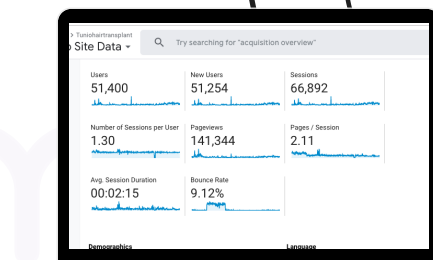 > Tuniohairtransplant
Site Data
Try searching for "acquisition overview"
Users
51,400
New Users
51,254
Sessions
66,892
Number of Sessions per User
1.30
Pageviews
141,344
Pages / Session
2.11
Avg. Session Duration
00:02:15
Bounce Rate
9.12%
Demographics
Language